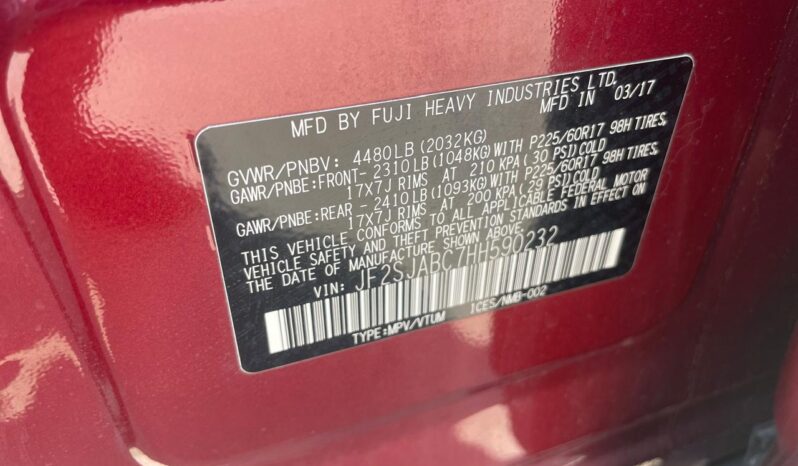 MFD BY FUJI HEAVY INDUSTRIES LTD.
MFD IN 03/17
GVWR/PNBV: 4480LB(2032KG)
GAWR/PNBE:FRONT- 2310LB(1048KG)WITH P225/60R17 98H TIRES,
17X7J RIMS AT 210 KPA(30 PSI)COLD
GAWR/PNBE:REAR -2410LB(1093KG)WITH P225/60R17 98H TIRES,
17X7J RIMS AT 200 KPA(29 PSI)COLD
THIS VEHICLE CONFORMS TO ALL APPLICABLE FEDERAL MOTOR
VEHICLE SAFETY AND THEFT PREVENTION STANDARDS IN EFFECT ON
THE DATE OF MANUFACTURE SHOWN ABOVE.
VIN: JF2SJABC7HH590232
TYPE:MPV/VTUM ICES/NMB-002